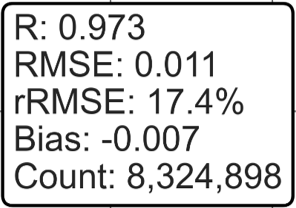 R: 0.973
RMSE: 0.011
rRMSE: 17.4%
Bias: -0.007
Count: 8,324,898